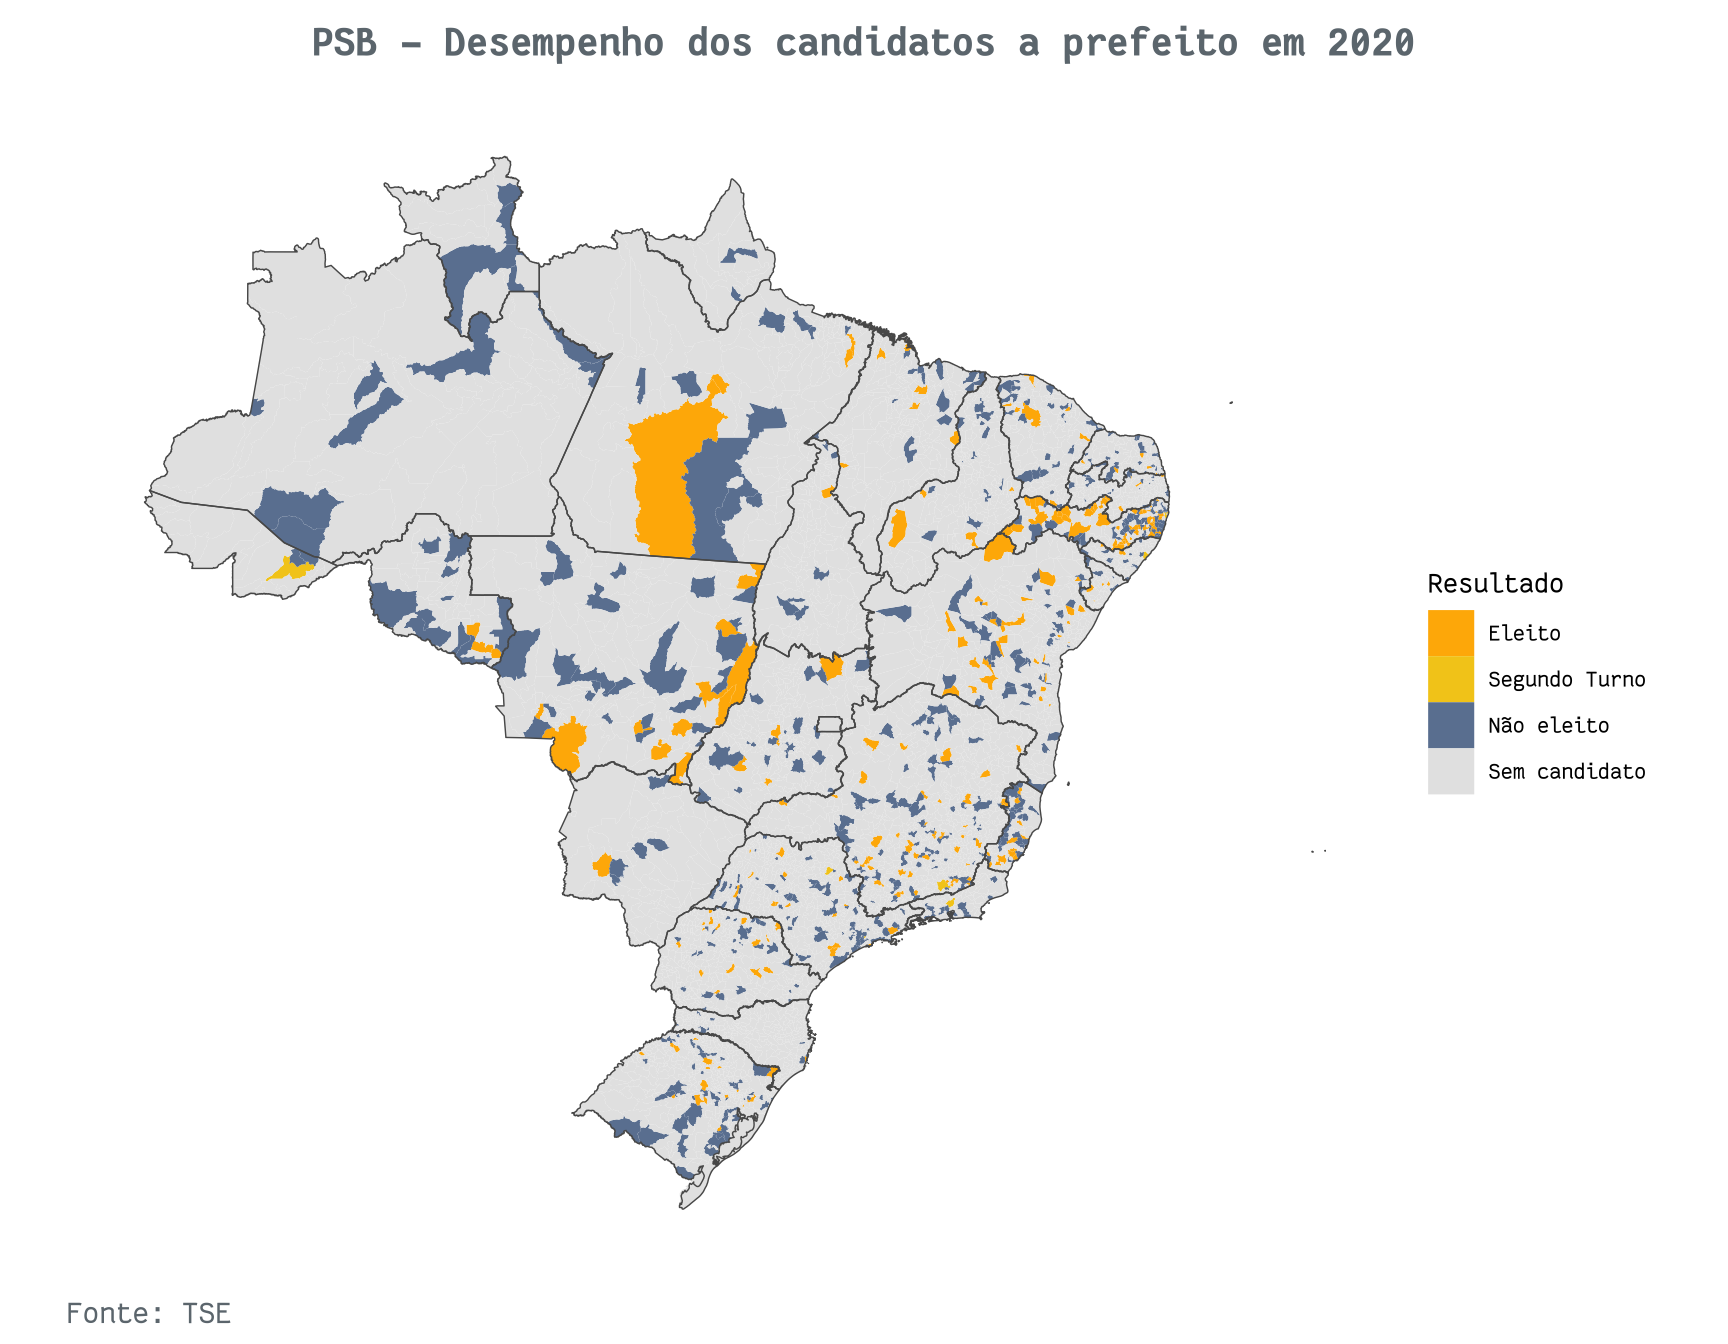 PSB – Desempenho dos candidatos a prefeito em 2020
Resultado
Eleito
Segundo Turno
Não eleito
Sem candidato
Fonte: TSE